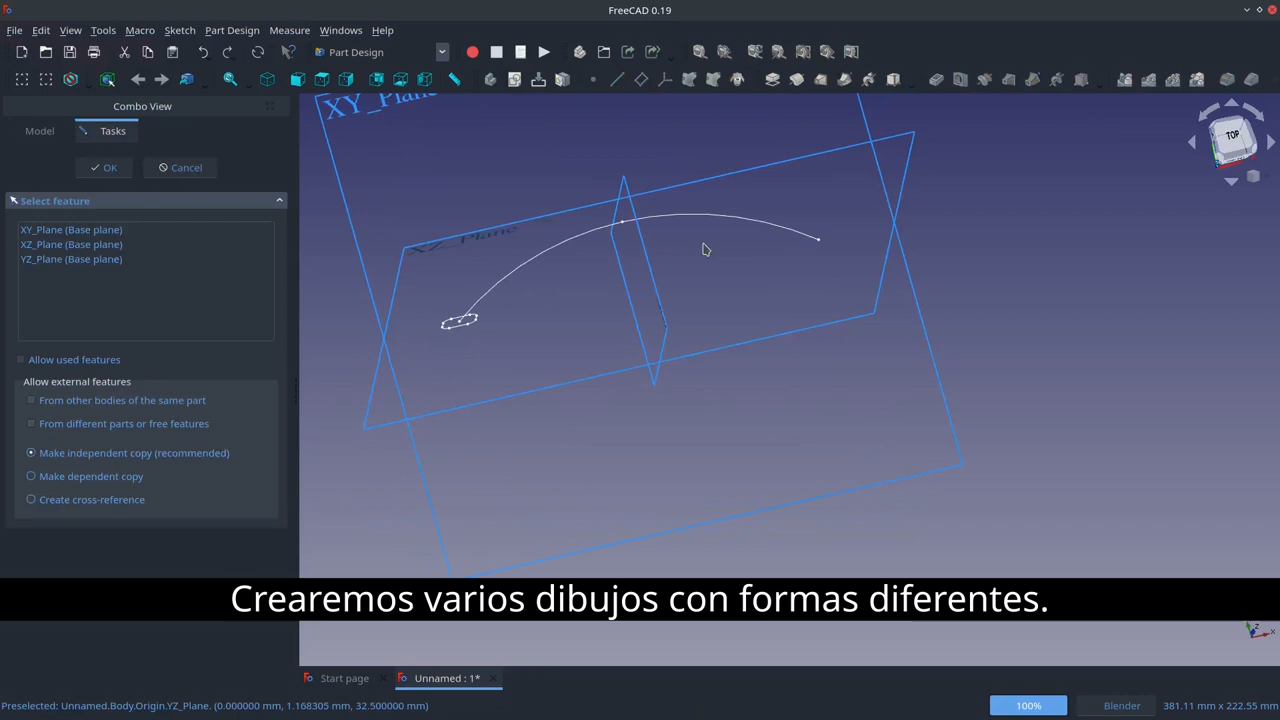 FreeCAD 0.19
File Edit View Tools Macro Sketch Part Design Measure Windows Help
Part Design
Combo View
Model Tasks
OK Cancel
Select feature
XY_Plane (Base plane)
XZ_Plane (Base plane)
YZ_Plane (Base plane)
Allow used features
Allow external features
From other bodies of the same part
From different parts or free features
Make independent copy (recommended)
Make dependent copy
Create cross-reference
XY_Plane
XZ_Plane
TOP
Crearemos varios dibujos con formas diferentes.
Z
X
Start page Unnamed : 1*
Preselected: Unnamed.Body.Origin.YZ_Plane. (0.000000 mm, 1.168305 mm, 32.500000 mm)
100% Blender 381.11 mm x 222.55 mm